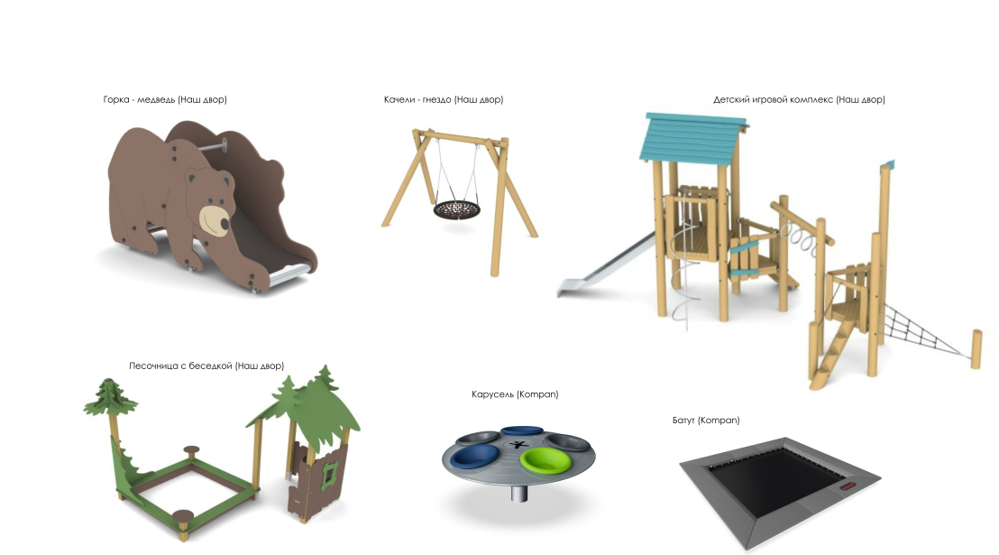 Горка - медведь (Наш двор)
Качели - гнездо (Наш двор)
Детский игровой комплекс (Наш двор)
Песочница с беседкой (Наш двор)
Карусель (Kompan)
Батут (Kompan)